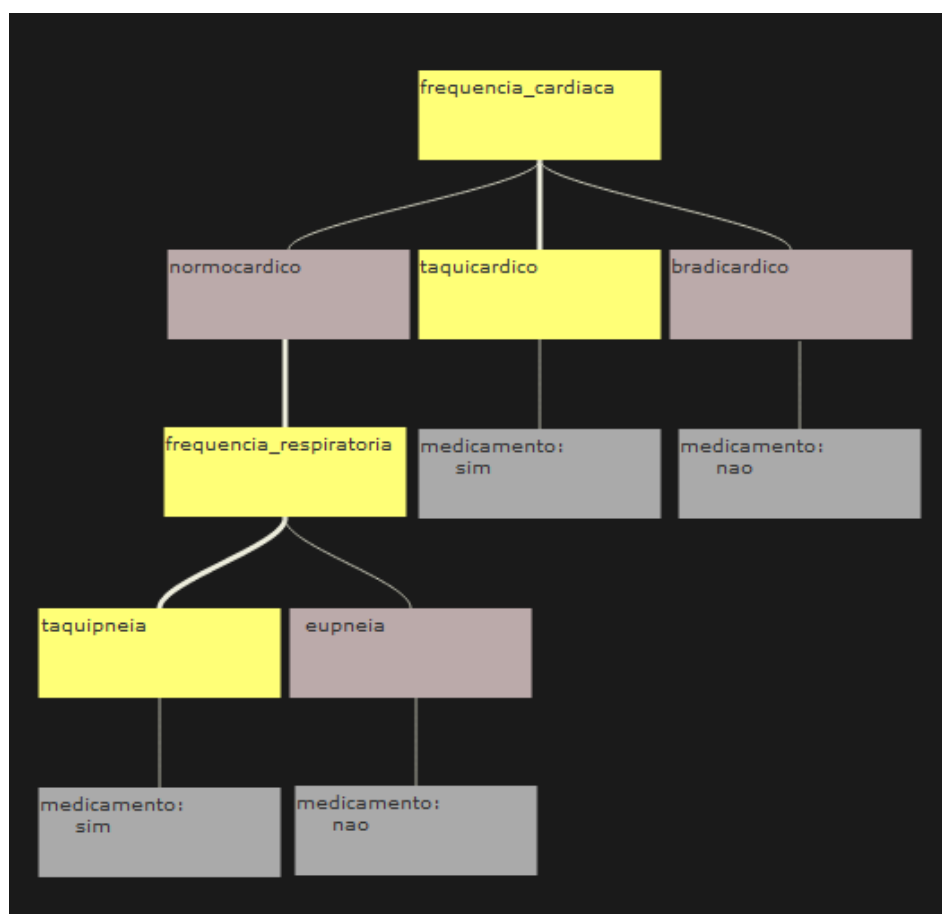 frequencia_cardiaca
normocardico
taquicardico
bradicardico
frequencia_respiratoria
medicamento:
sim
medicamento:
nao
taquipneia
eupneia
medicamento:
sim
medicamento:
nao